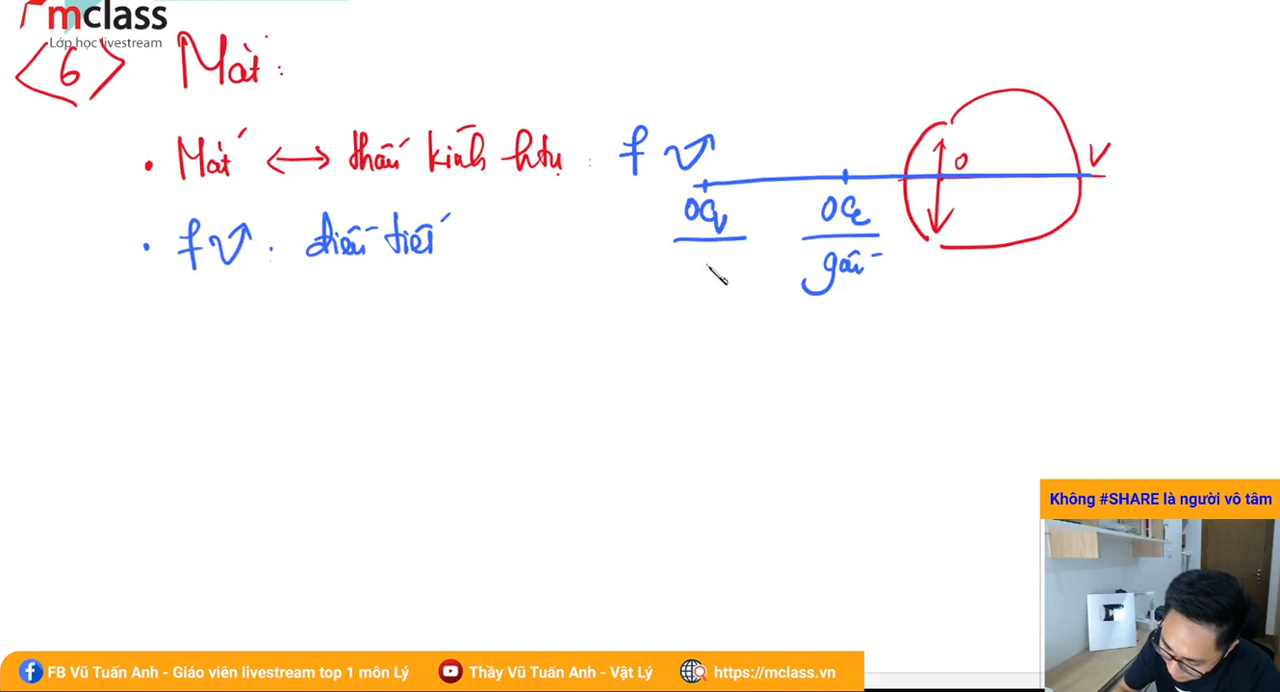 mclass
Lớp học livestream
<6> Mắt:
• Mắt ↔ thấu kính htụ : f
• f : điều tiết
O
V
OCv
OCc
gần
Không #SHARE là người vô tâm
FB Vũ Tuấn Anh - Giáo viên livestream top 1 môn Lý
Thầy Vũ Tuấn Anh - Vật Lý
https://mclass.vn